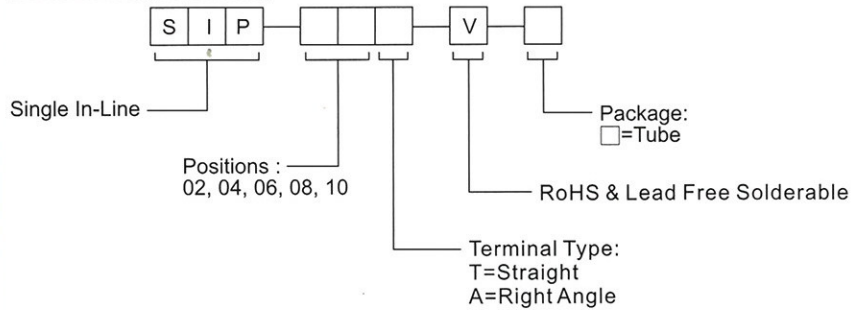 SIP-□□□-V-□
Single In-Line
Package:
□=Tube
Positions :
02, 04, 06, 08, 10
RoHS & Lead Free Solderable
Terminal Type:
T=Straight
A=Right Angle